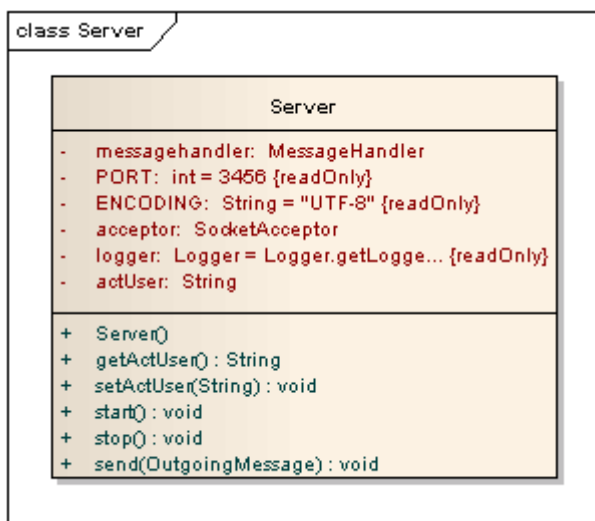 class Server
Server
- messagehandler: MessageHandler
- PORT: int = 3456 {readOnly}
- ENCODING: String = "UTF-8" {readOnly}
- acceptor: SocketAcceptor
- logger: Logger = Logger.getLogge... {readOnly}
- actUser: String
+ Server()
+ getActUser() : String
+ setActUser(String) : void
+ start() : void
+ stop() : void
+ send(OutgoingMessage) : void